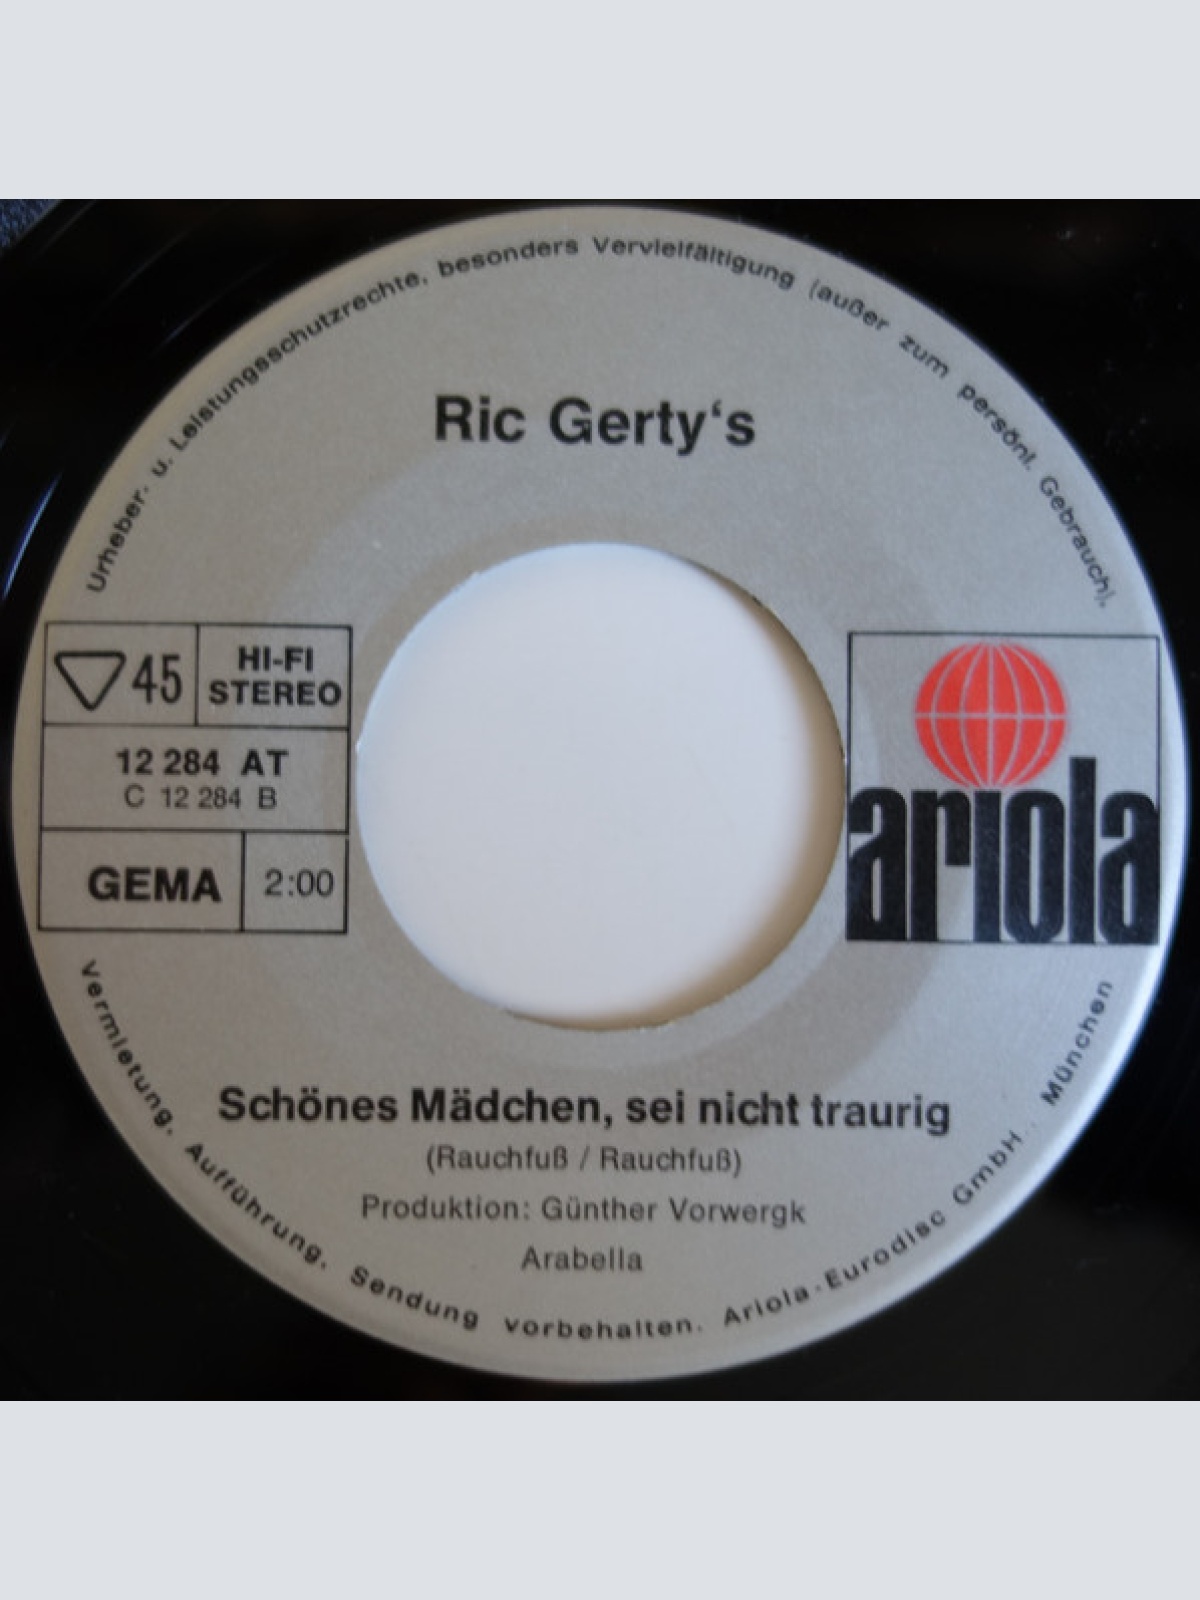 Urheber- u. Leistungsschutzrechte, besonders Vervielfältigung (außer zum persönl. Gebrauch),
Ric Gerty‘s
45
HI-FI
STEREO
12 284 AT
C 12 284 B
GEMA
2:00
ariola
Schönes Mädchen, sei nicht traurig
(Rauchfuß / Rauchfuß)
Produktion: Günther Vorwergk
Arabella
Vermietung, Aufführung, Sendung vorbehalten. Ariola-Eurodisc GmbH., München